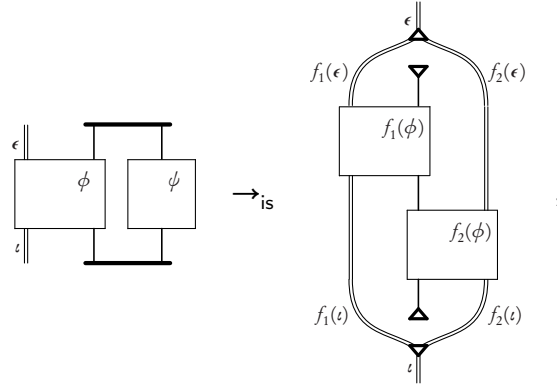 ϵ
f₁(ϵ) f₂(ϵ)
f₁(ϕ)
ϵ
ϕ ψ →is
ι
f₂(ϕ)
f₁(ι) f₂(ι)
ι